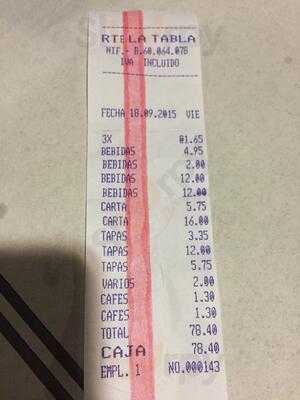 RTE LA TABLA
NIF.- B.60.064.078
IVA INCLUIDO
FECHA 18.09.2015 VIE
3X @1.65
BEBIDAS 4.95
BEBIDAS 2.00
BEBIDAS 12.00
BEBIDAS 12.00
CARTA 5.75
CARTA 16.00
TAPAS 3.35
TAPAS 12.00
TAPAS 5.75
VARIOS 2.00
CAFES 1.30
CAFES 1.30
TOTAL 78.40
CAJA 78.40
EMPL. 1 NO.000143